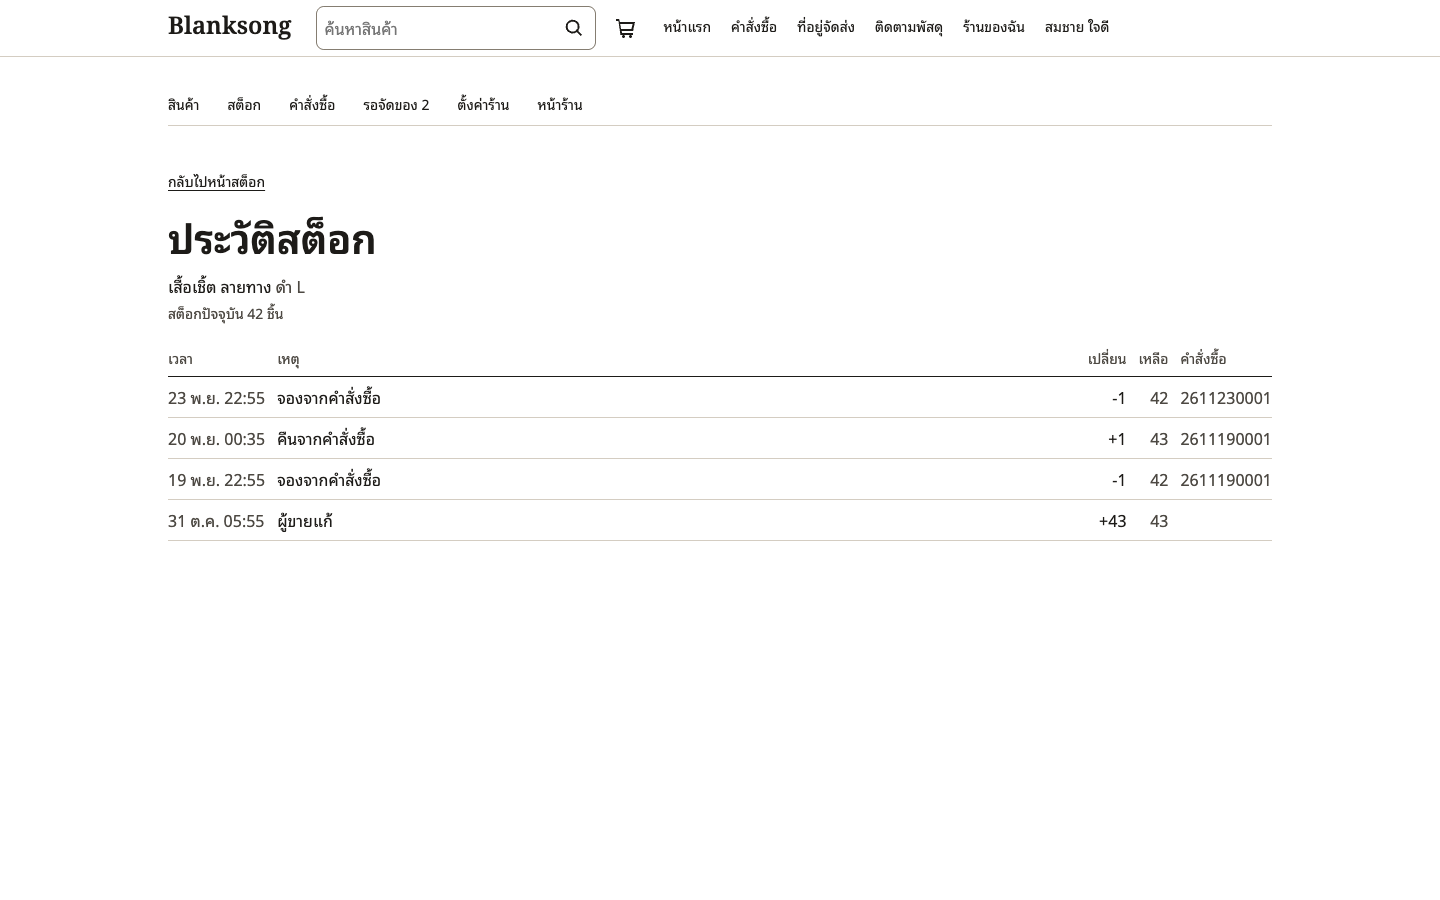 Blanksong ค้นหาสินค้า หน้าแรก คำสั่งซื้อ ที่อยู่จัดส่ง ติดตามพัสดุ ร้านของฉัน สมชาย ใจดี
สินค้า สต็อก คำสั่งซื้อ รอจัดของ 2 ตั้งค่าร้าน หน้าร้าน
กลับไปหน้าสต็อก
ประวัติสต็อก
เสื้อเชิ้ต ลายทาง ดำ L
สต็อกปัจจุบัน 42 ชิ้น
เวลา เหตุ เปลี่ยน เหลือ คำสั่งซื้อ
23 พ.ย. 22:55 จองจากคำสั่งซื้อ -1 42 2611230001
20 พ.ย. 00:35 คืนจากคำสั่งซื้อ +1 43 2611190001
19 พ.ย. 22:55 จองจากคำสั่งซื้อ -1 42 2611190001
31 ต.ค. 05:55 ผู้ขายแก้ +43 43